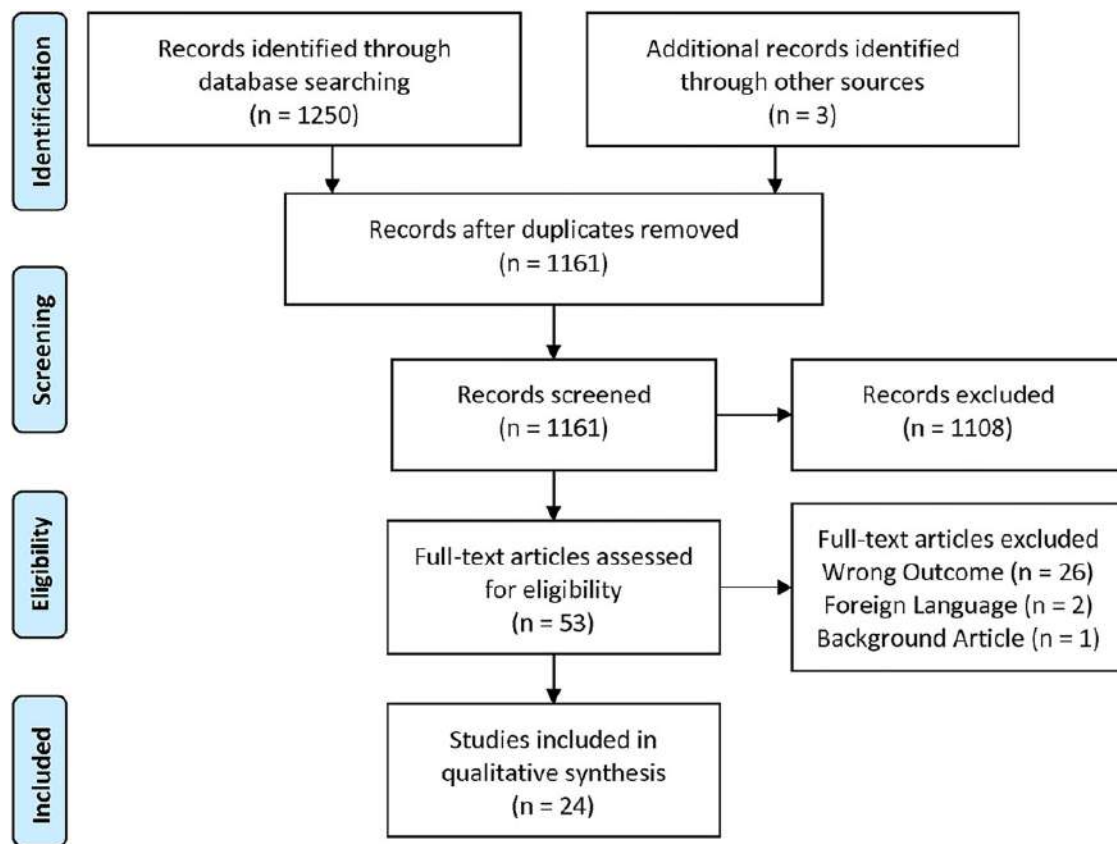 Identification
Records identified through
database searching
(n = 1250)
Additional records identified
through other sources
(n = 3)
Records after duplicates removed
(n = 1161)
Screening
Records screened
(n = 1161)
Records excluded
(n = 1108)
Eligibility
Full-text articles assessed
for eligibility
(n = 53)
Full-text articles excluded
Wrong Outcome (n = 26)
Foreign Language (n = 2)
Background Article (n = 1)
Included
Studies included in
qualitative synthesis
(n = 24)